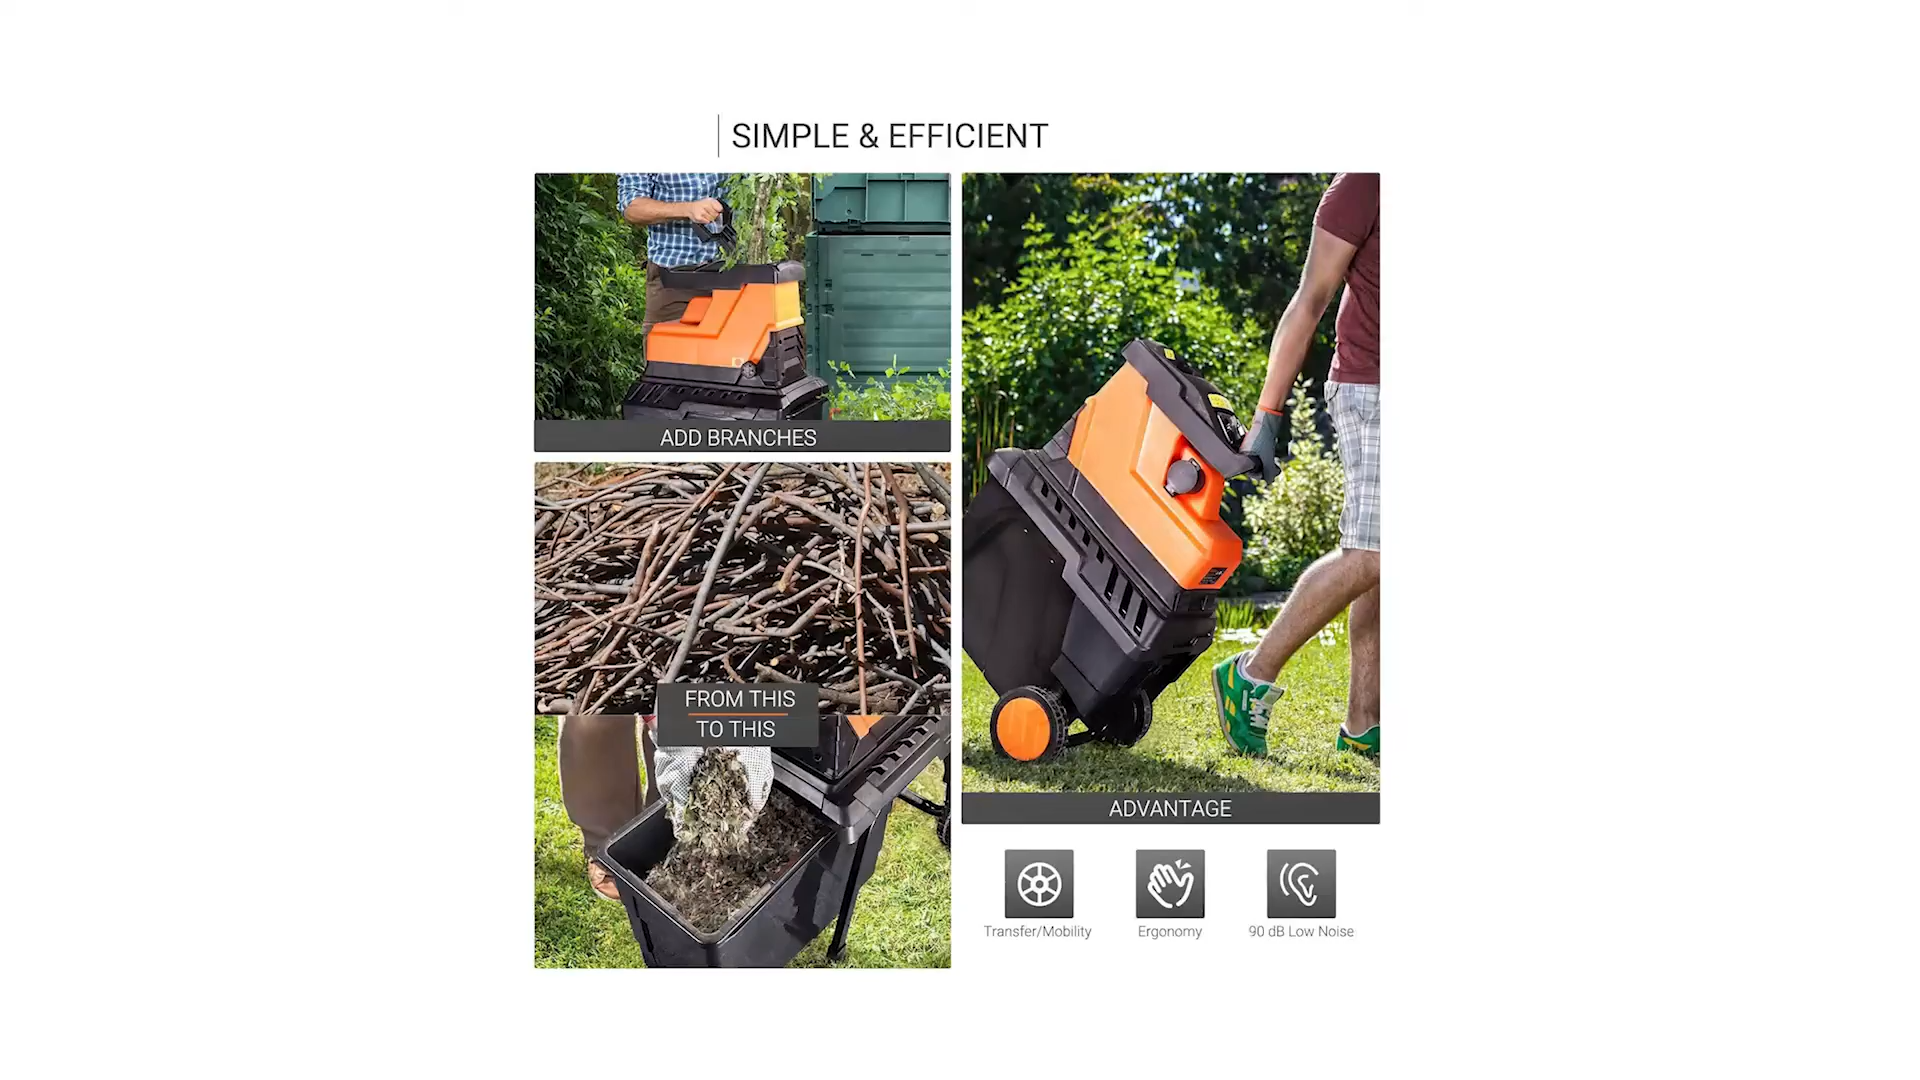 SIMPLE & EFFICIENT
ADD BRANCHES
FROM THIS
TO THIS
ADVANTAGE
Transfer/Mobility
Ergonomy
90 dB Low Noise